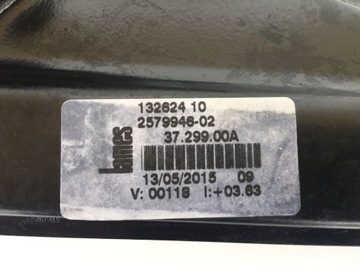 132624 10
2579946-02
lames 37.299.00A
13/05/2015 09
V: 00118 I:+03.63